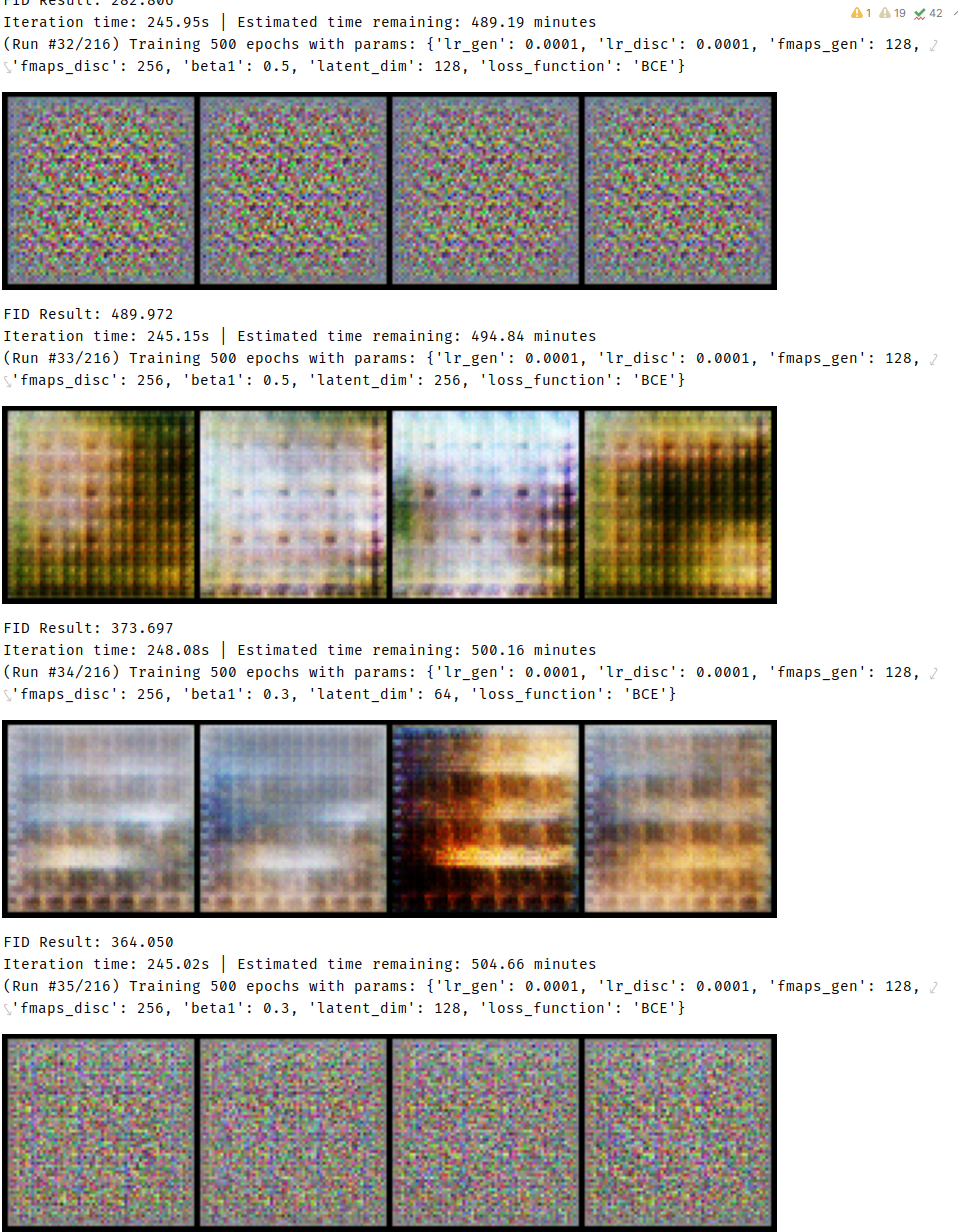 FID Result: 282.806
1 19 42
Iteration time: 245.95s | Estimated time remaining: 489.19 minutes
(Run #32/216) Training 500 epochs with params: {'lr_gen': 0.0001, 'lr_disc': 0.0001, 'fmaps_gen': 128,
'fmaps_disc': 256, 'beta1': 0.5, 'latent_dim': 128, 'loss_function': 'BCE'}
FID Result: 489.972
Iteration time: 245.15s | Estimated time remaining: 494.84 minutes
(Run #33/216) Training 500 epochs with params: {'lr_gen': 0.0001, 'lr_disc': 0.0001, 'fmaps_gen': 128,
'fmaps_disc': 256, 'beta1': 0.5, 'latent_dim': 256, 'loss_function': 'BCE'}
FID Result: 373.697
Iteration time: 248.08s | Estimated time remaining: 500.16 minutes
(Run #34/216) Training 500 epochs with params: {'lr_gen': 0.0001, 'lr_disc': 0.0001, 'fmaps_gen': 128,
'fmaps_disc': 256, 'beta1': 0.3, 'latent_dim': 64, 'loss_function': 'BCE'}
FID Result: 364.050
Iteration time: 245.02s | Estimated time remaining: 504.66 minutes
(Run #35/216) Training 500 epochs with params: {'lr_gen': 0.0001, 'lr_disc': 0.0001, 'fmaps_gen': 128,
'fmaps_disc': 256, 'beta1': 0.3, 'latent_dim': 128, 'loss_function': 'BCE'}